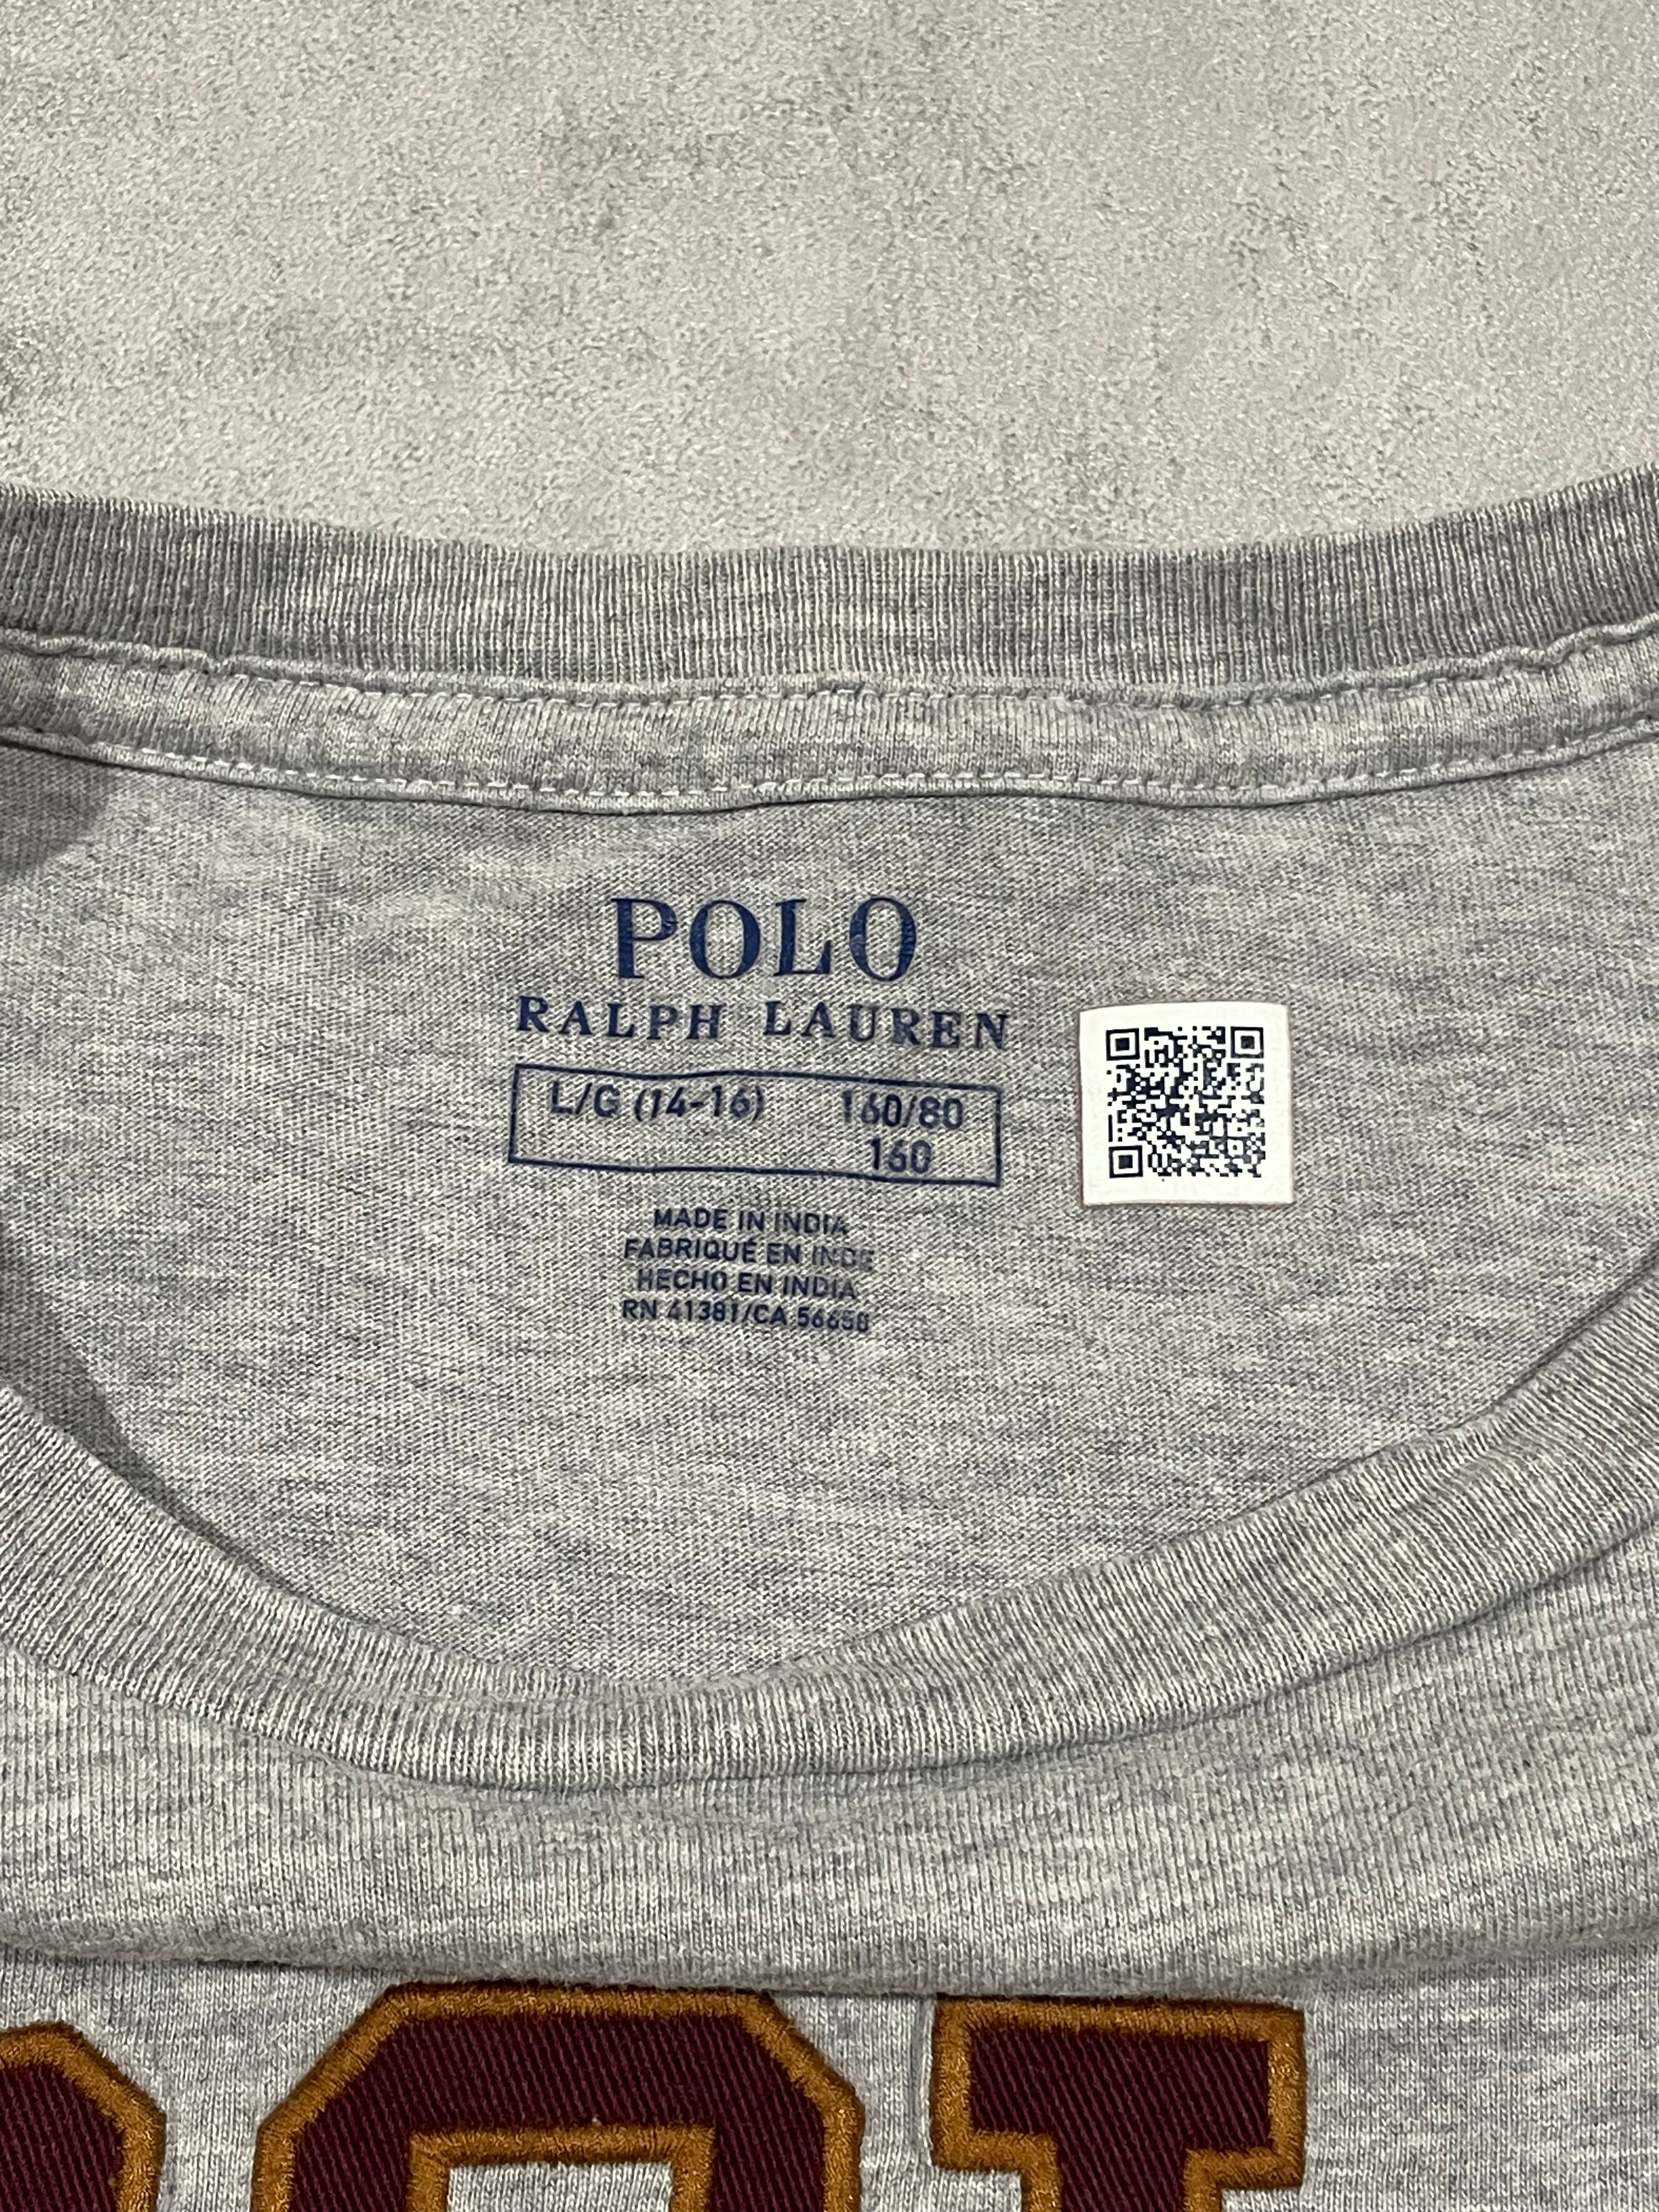 POLO
RALPH LAUREN
L/G (14-16) 160/80
160
MADE IN INDIA
FABRIQUÉ EN INDE
HECHO EN INDIA
RN 41381/CA 56658